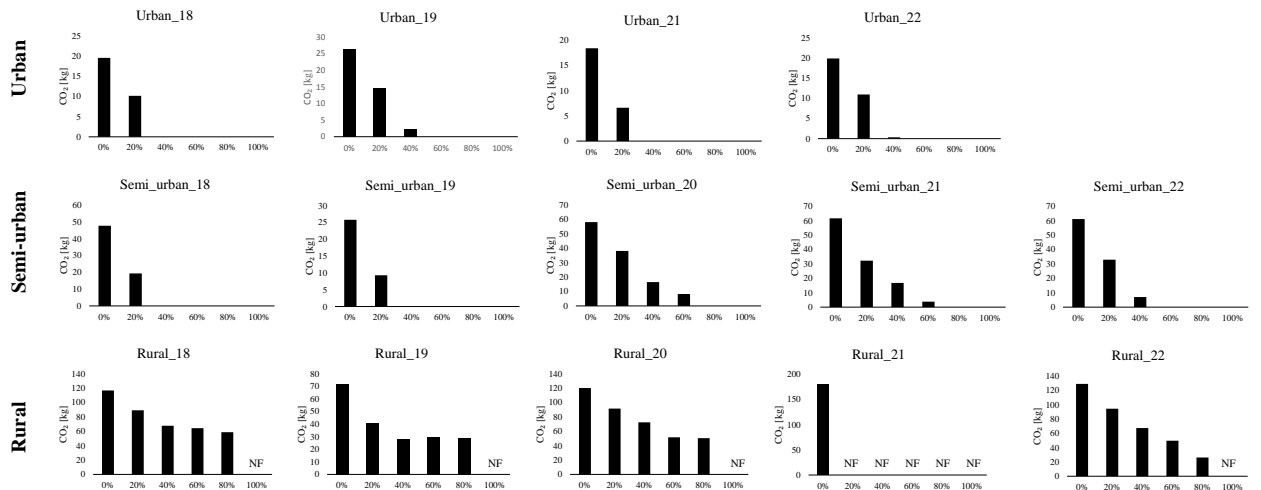 Urban
Urban_18
CO₂ [kg]
25
20
15
10
5
0
0% 20% 40% 60% 80% 100%
Urban_19
CO₂ [kg]
30
25
20
15
10
5
0
0% 20% 40% 60% 80% 100%
Urban_21
CO₂ [kg]
20
15
10
5
0
0% 20% 40% 60% 80% 100%
Urban_22
CO₂ [kg]
25
20
15
10
5
0
0% 20% 40% 60% 80% 100%
Semi-urban
Semi_urban_18
CO₂ [kg]
60
50
40
30
20
10
0
0% 20% 40% 60% 80% 100%
Semi_urban_19
CO₂ [kg]
30
25
20
15
10
5
0
0% 20% 40% 60% 80% 100%
Semi_urban_20
CO₂ [kg]
70
60
50
40
30
20
10
0
0% 20% 40% 60% 80% 100%
Semi_urban_21
CO₂ [kg]
70
60
50
40
30
20
10
0
0% 20% 40% 60% 80% 100%
Semi_urban_22
CO₂ [kg]
70
60
50
40
30
20
10
0
0% 20% 40% 60% 80% 100%
Rural
Rural_18
CO₂ [kg]
140
120
100
80
60
40
20
0
NF
0% 20% 40% 60% 80% 100%
Rural_19
CO₂ [kg]
80
70
60
50
40
30
20
10
0
NF
0% 20% 40% 60% 80% 100%
Rural_20
CO₂ [kg]
140
120
100
80
60
40
20
0
NF
0% 20% 40% 60% 80% 100%
Rural_21
CO₂ [kg]
200
150
100
50
0
NF NF NF NF NF
0% 20% 40% 60% 80% 100%
Rural_22
CO₂ [kg]
140
120
100
80
60
40
20
0
NF
0% 20% 40% 60% 80% 100%